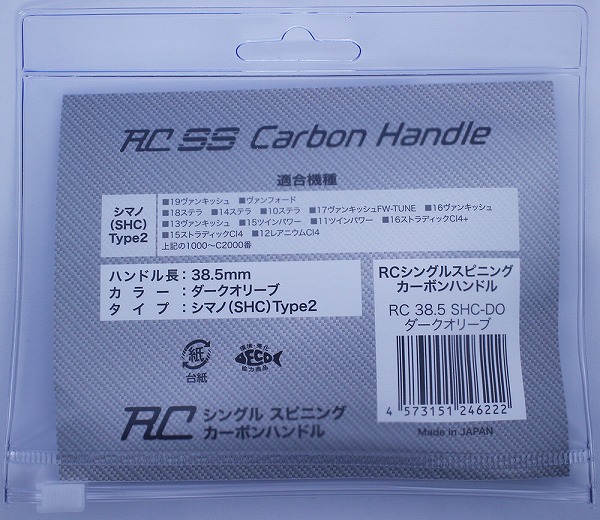 RC SS Carbon Handle
適合機種
シマノ
(SHC)
Type2
■19ヴァンキッシュ ■ヴァンフォード
■18ステラ ■14ステラ ■10ステラ ■17ヴァンキッシュFW-TUNE ■16ヴァンキッシュ
■13ヴァンキッシュ ■15ツインパワー ■11ツインパワー ■16ストラディックCI4+
■15ストラディックCI4 ■12レアニウムCI4
上記の1000〜C2000番
ハンドル長：38.5mm
カラー：ダークオリーブ
タイプ：シマノ(SHC)Type2
RCシングルスピニング
カーボンハンドル
RC 38.5 SHC-DO
ダークオリーブ
4 573151 246222
Made in JAPAN
紙
台紙
環境・美化
ECO
協力商品
RC シングル スピニング
カーボンハンドル